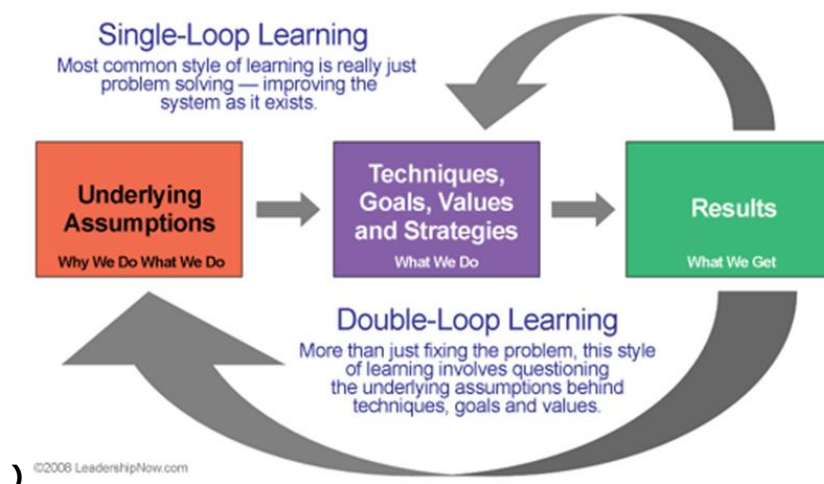 Single-Loop Learning
Most common style of learning is really just
problem solving — improving the
system as it exists.
Underlying
Assumptions
Why We Do What We Do
Techniques,
Goals, Values
and Strategies
What We Do
Results
What We Get
Double-Loop Learning
More than just fixing the problem, this style
of learning involves questioning
the underlying assumptions behind
techniques, goals and values.
) ©2008 LeadershipNow.com